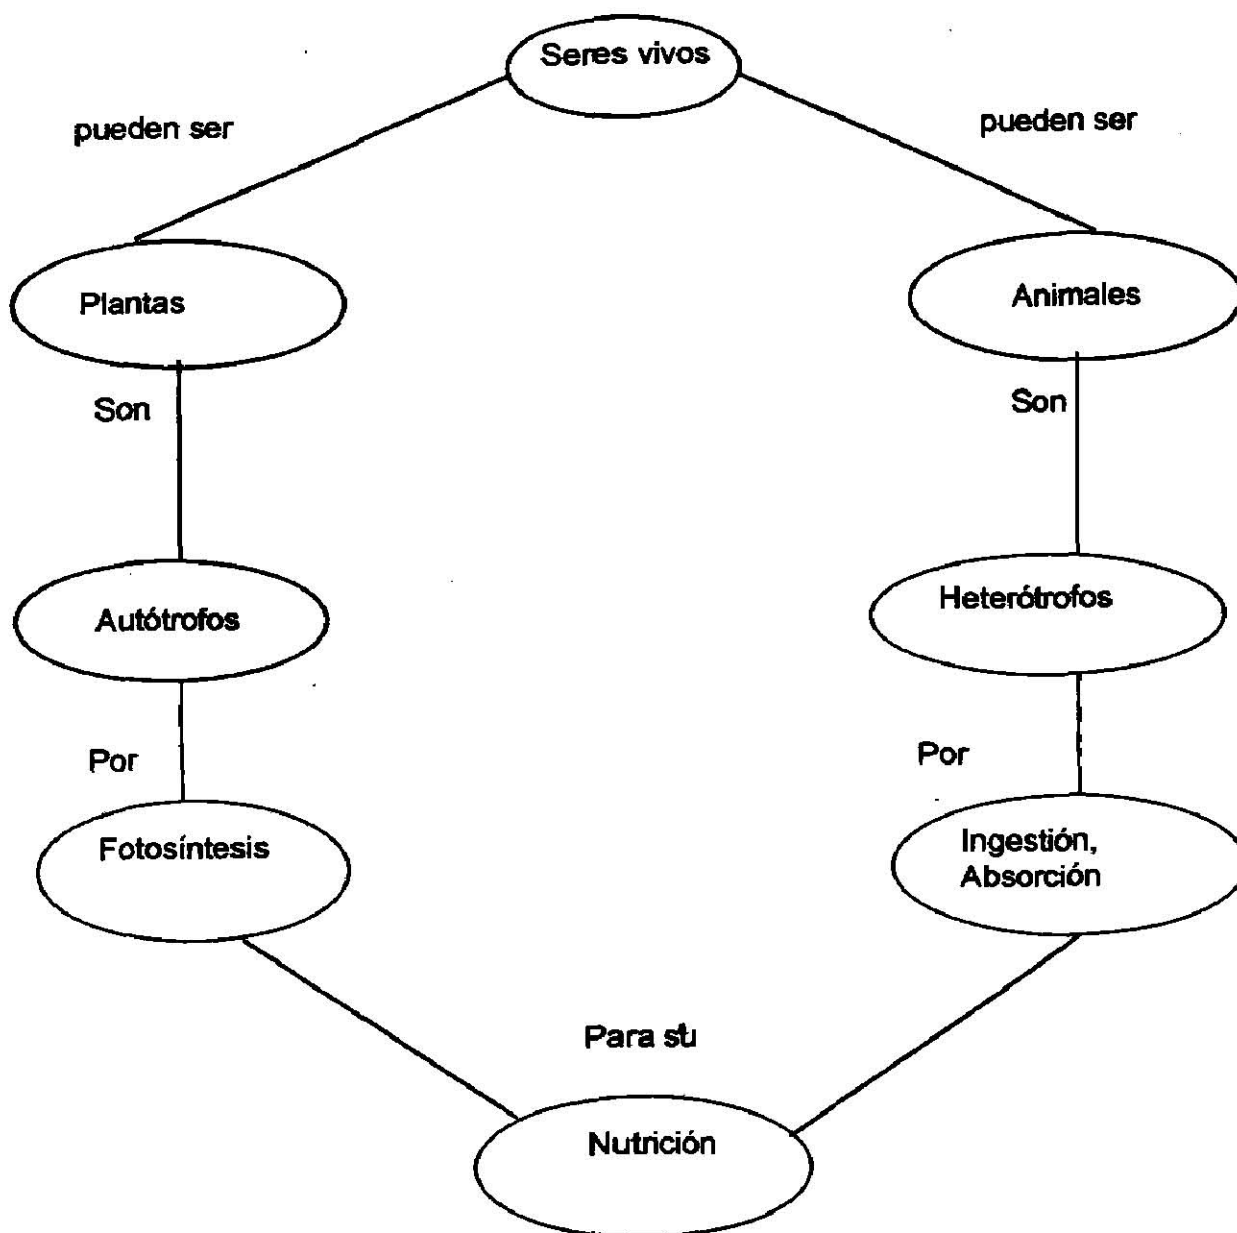 Seres vivos
pueden ser
pueden ser
Plantas
Animales
Son
Son
Autótrofos
Heterótrofos
Por
Por
Fotosíntesis
Ingestión,
Absorción
Para su
Nutrición